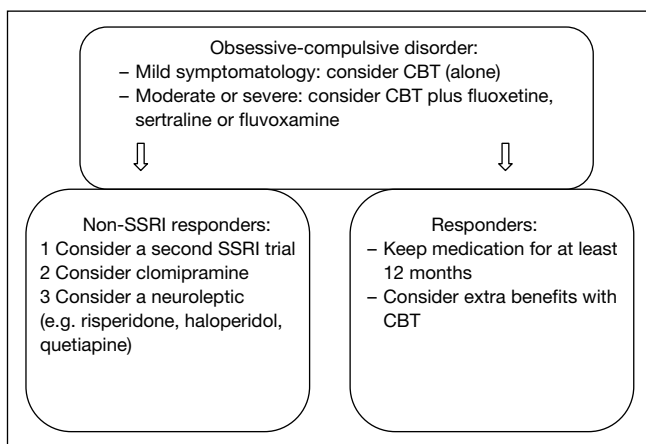 Obsessive-compulsive disorder:
– Mild symptomatology: consider CBT (alone)
– Moderate or severe: consider CBT plus fluoxetine,
sertraline or fluvoxamine
Non-SSRI responders:
1 Consider a second SSRI trial
2 Consider clomipramine
3 Consider a neuroleptic
(e.g. risperidone, haloperidol,
quetiapine)
Responders:
– Keep medication for at least
12 months
– Consider extra benefits with
CBT